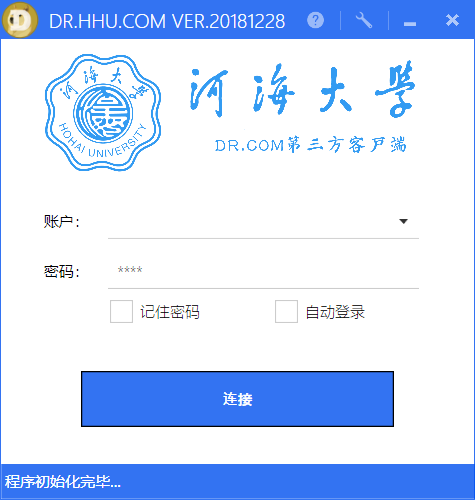 DR.HHU.COM VER.20181228
河海大学
HOHAI UNIVERSITY
河海大學
DR.COM第三方客户端
账户：
密码：
****
记住密码
自动登录
连接
程序初始化完毕...